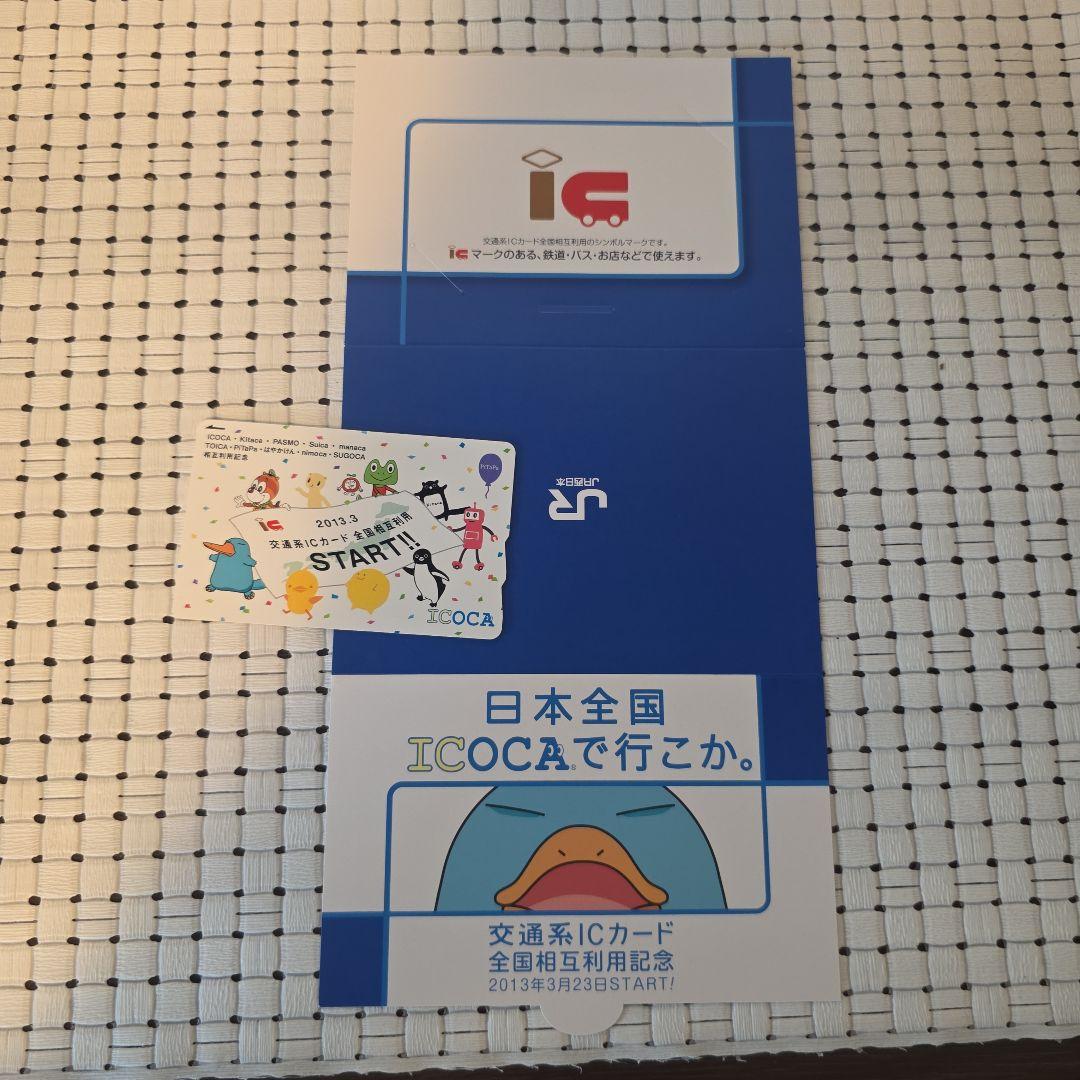 ic
交通系ICカード全国相互利用のシンボルマークです。
ic マークのある、鉄道・バス・お店などで使えます。
ICOCA・Kitaca・PASMO・Suica・manaca
TOICA・PiTaPa・はやかけん・nimoca・SUGOCA
相互利用記念
PiTaPa
Kitaca
ic
2013.3
交通系ICカード 全国相互利用
START!!
ICOCA
JR
JR西日本
日本全国
ICOCAで行こか。
交通系ICカード
全国相互利用記念
2013年3月23日START!